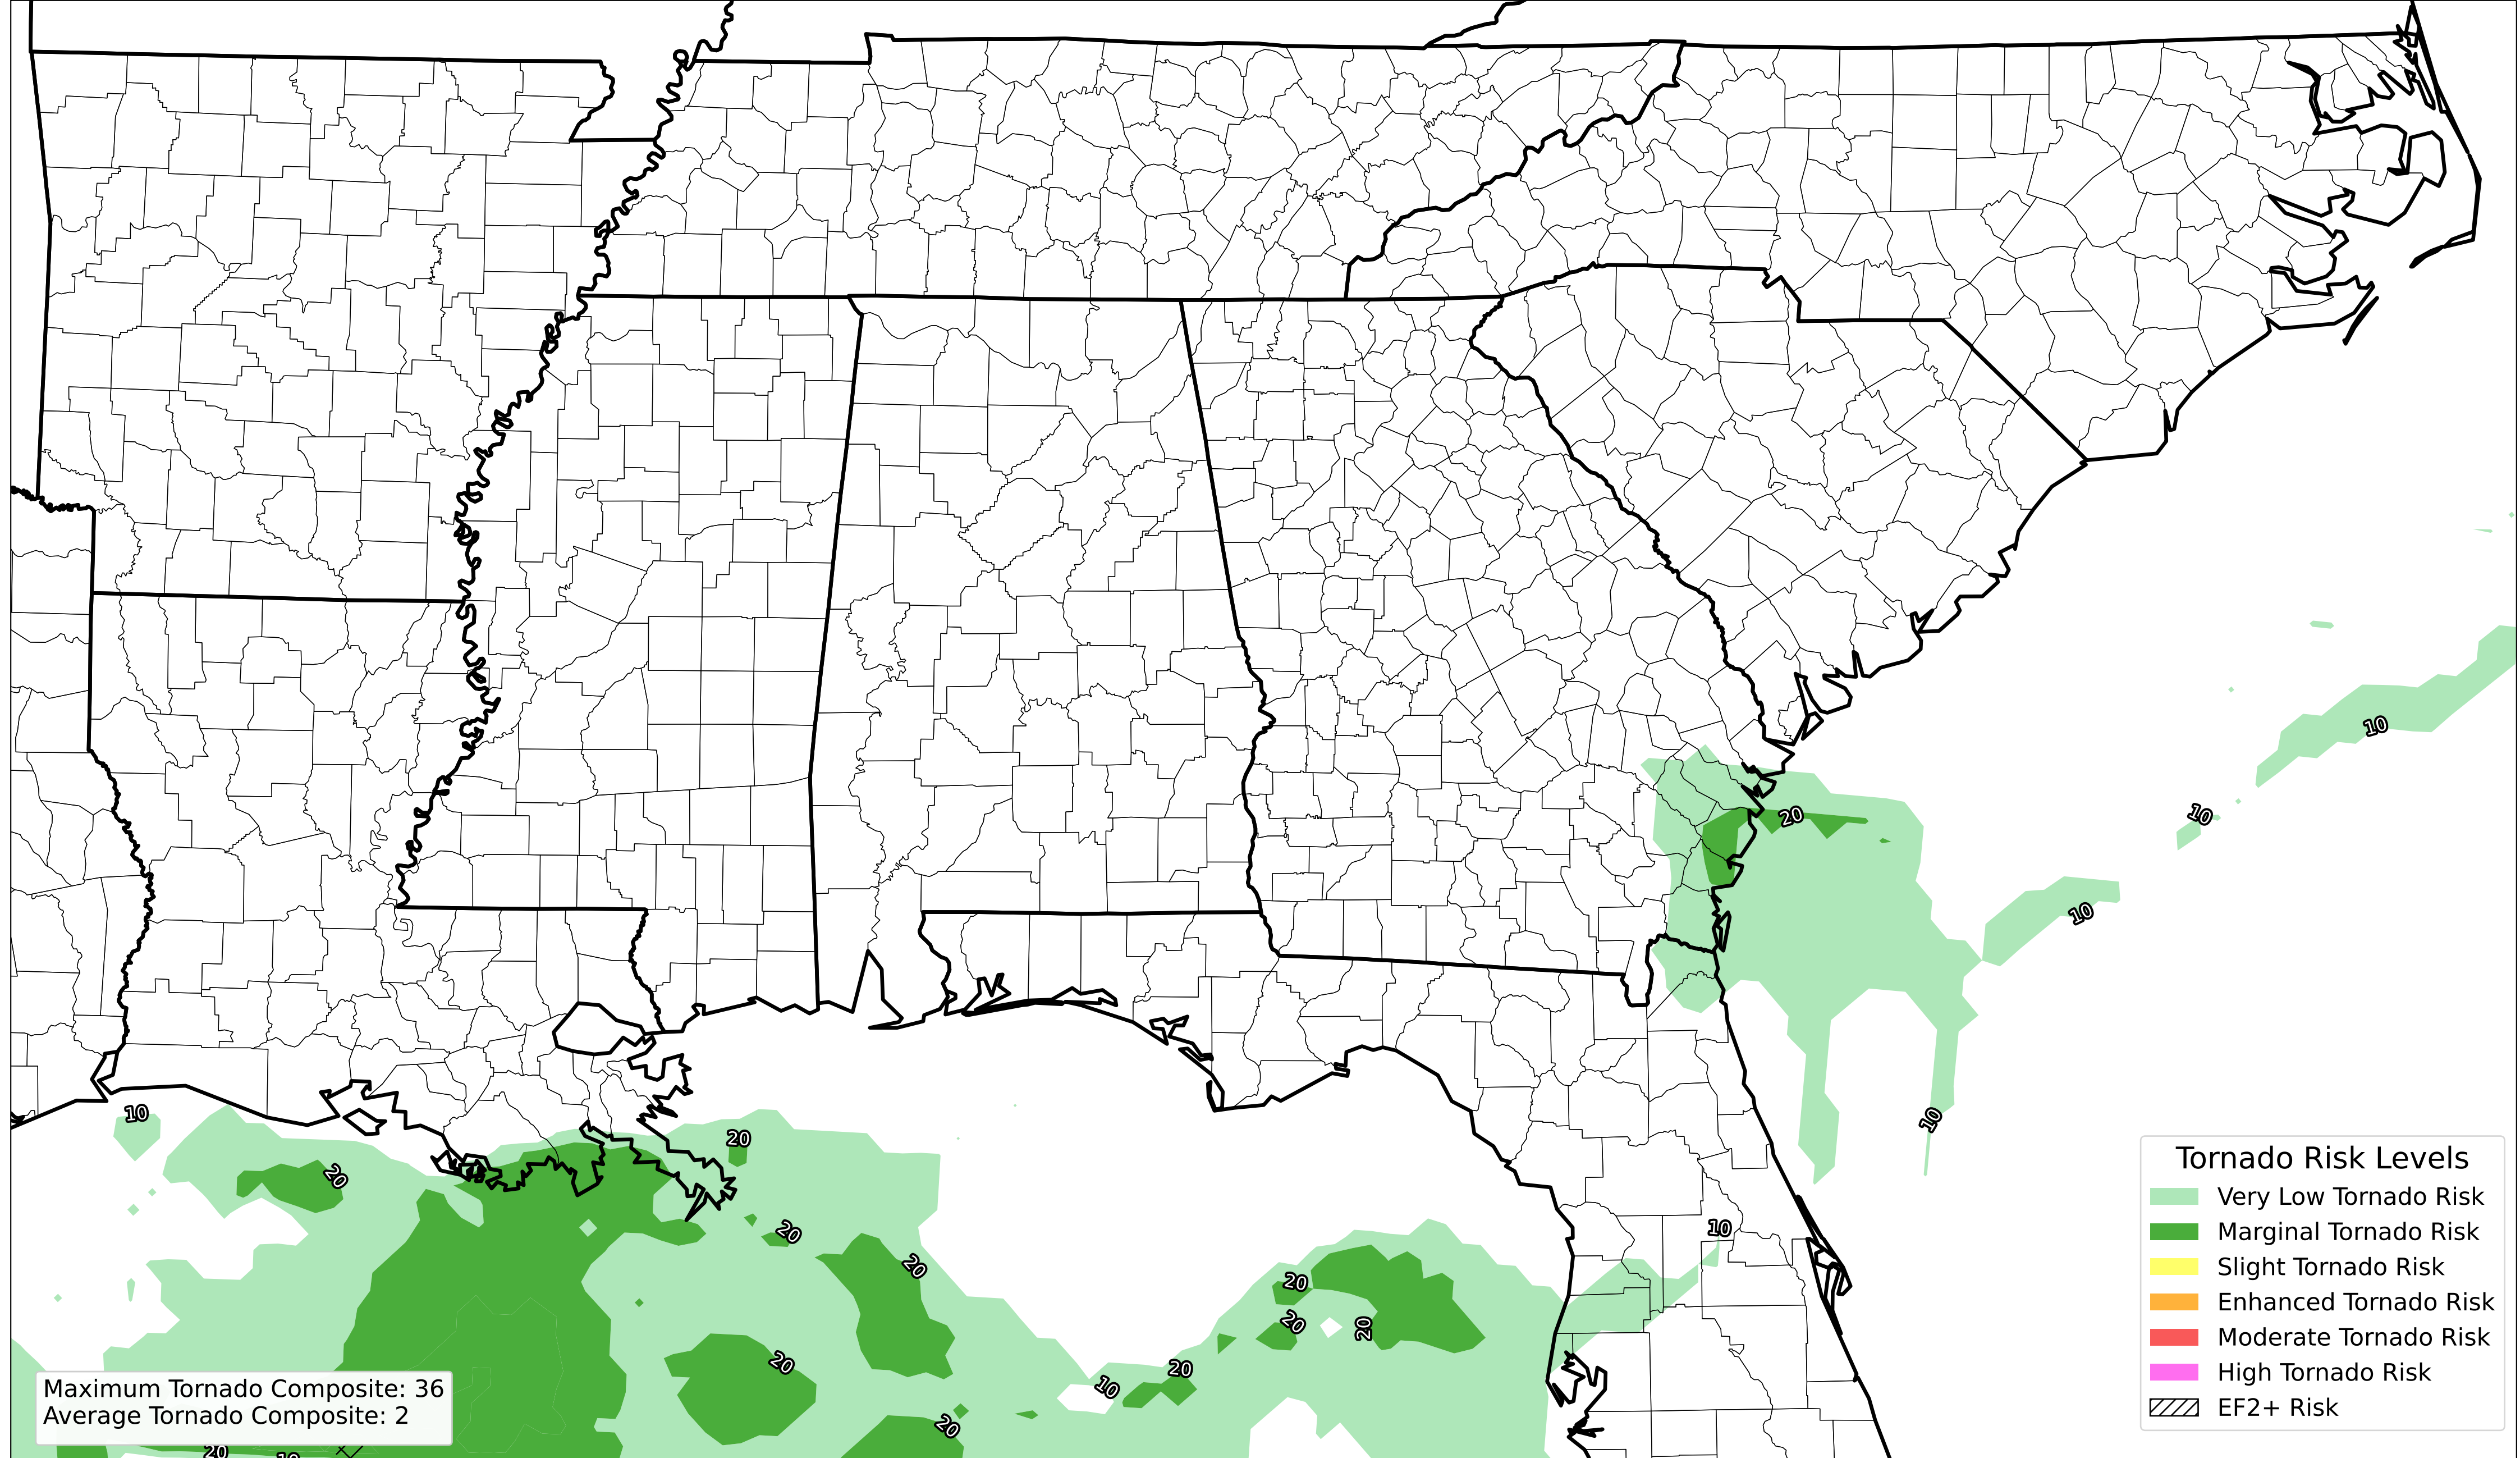 10
10
10
20
10
10
10
20
20
20
10
20
20
20
20
20
20
10
20
20
Tornado Risk Levels
Very Low Tornado Risk
Marginal Tornado Risk
Slight Tornado Risk
Enhanced Tornado Risk
Moderate Tornado Risk
High Tornado Risk
EF2+ Risk
Maximum Tornado Composite: 36
Average Tornado Composite: 2
20